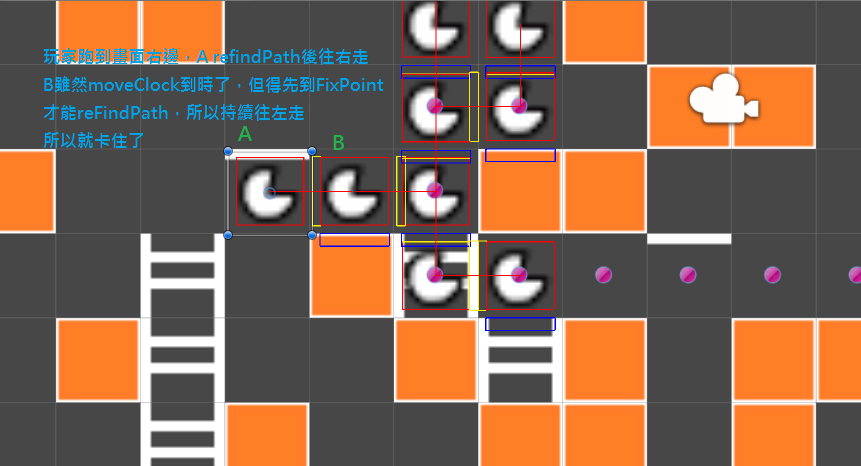 玩家跑到畫面右邊，A refindPath後往右走
B雖然moveClock到時了，但得先到FixPoint
才能reFindPath，所以持續往左走
所以就卡住了
A
B